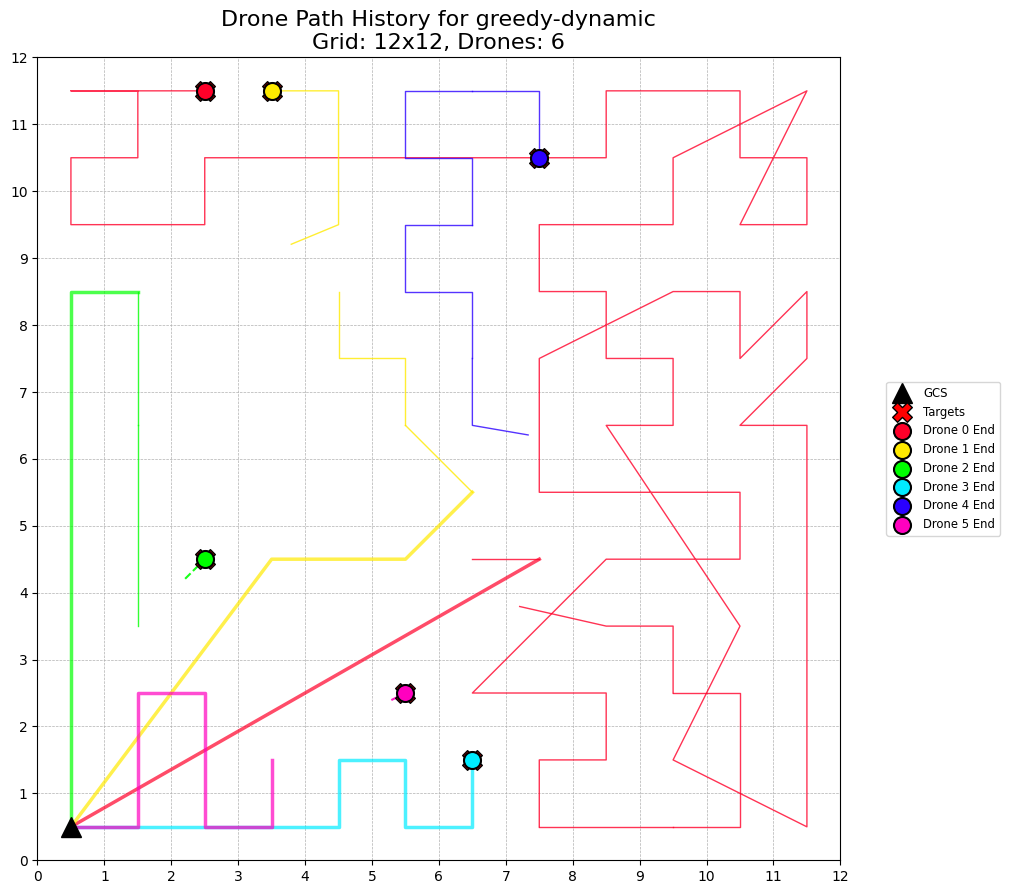 Drone Path History for greedy-dynamic
Grid: 12x12, Drones: 6
12
11
10
9
8
7
6
5
4
3
2
1
0
0 1 2 3 4 5 6 7 8 9 10 11 12
GCS
Targets
Drone 0 End
Drone 1 End
Drone 2 End
Drone 3 End
Drone 4 End
Drone 5 End